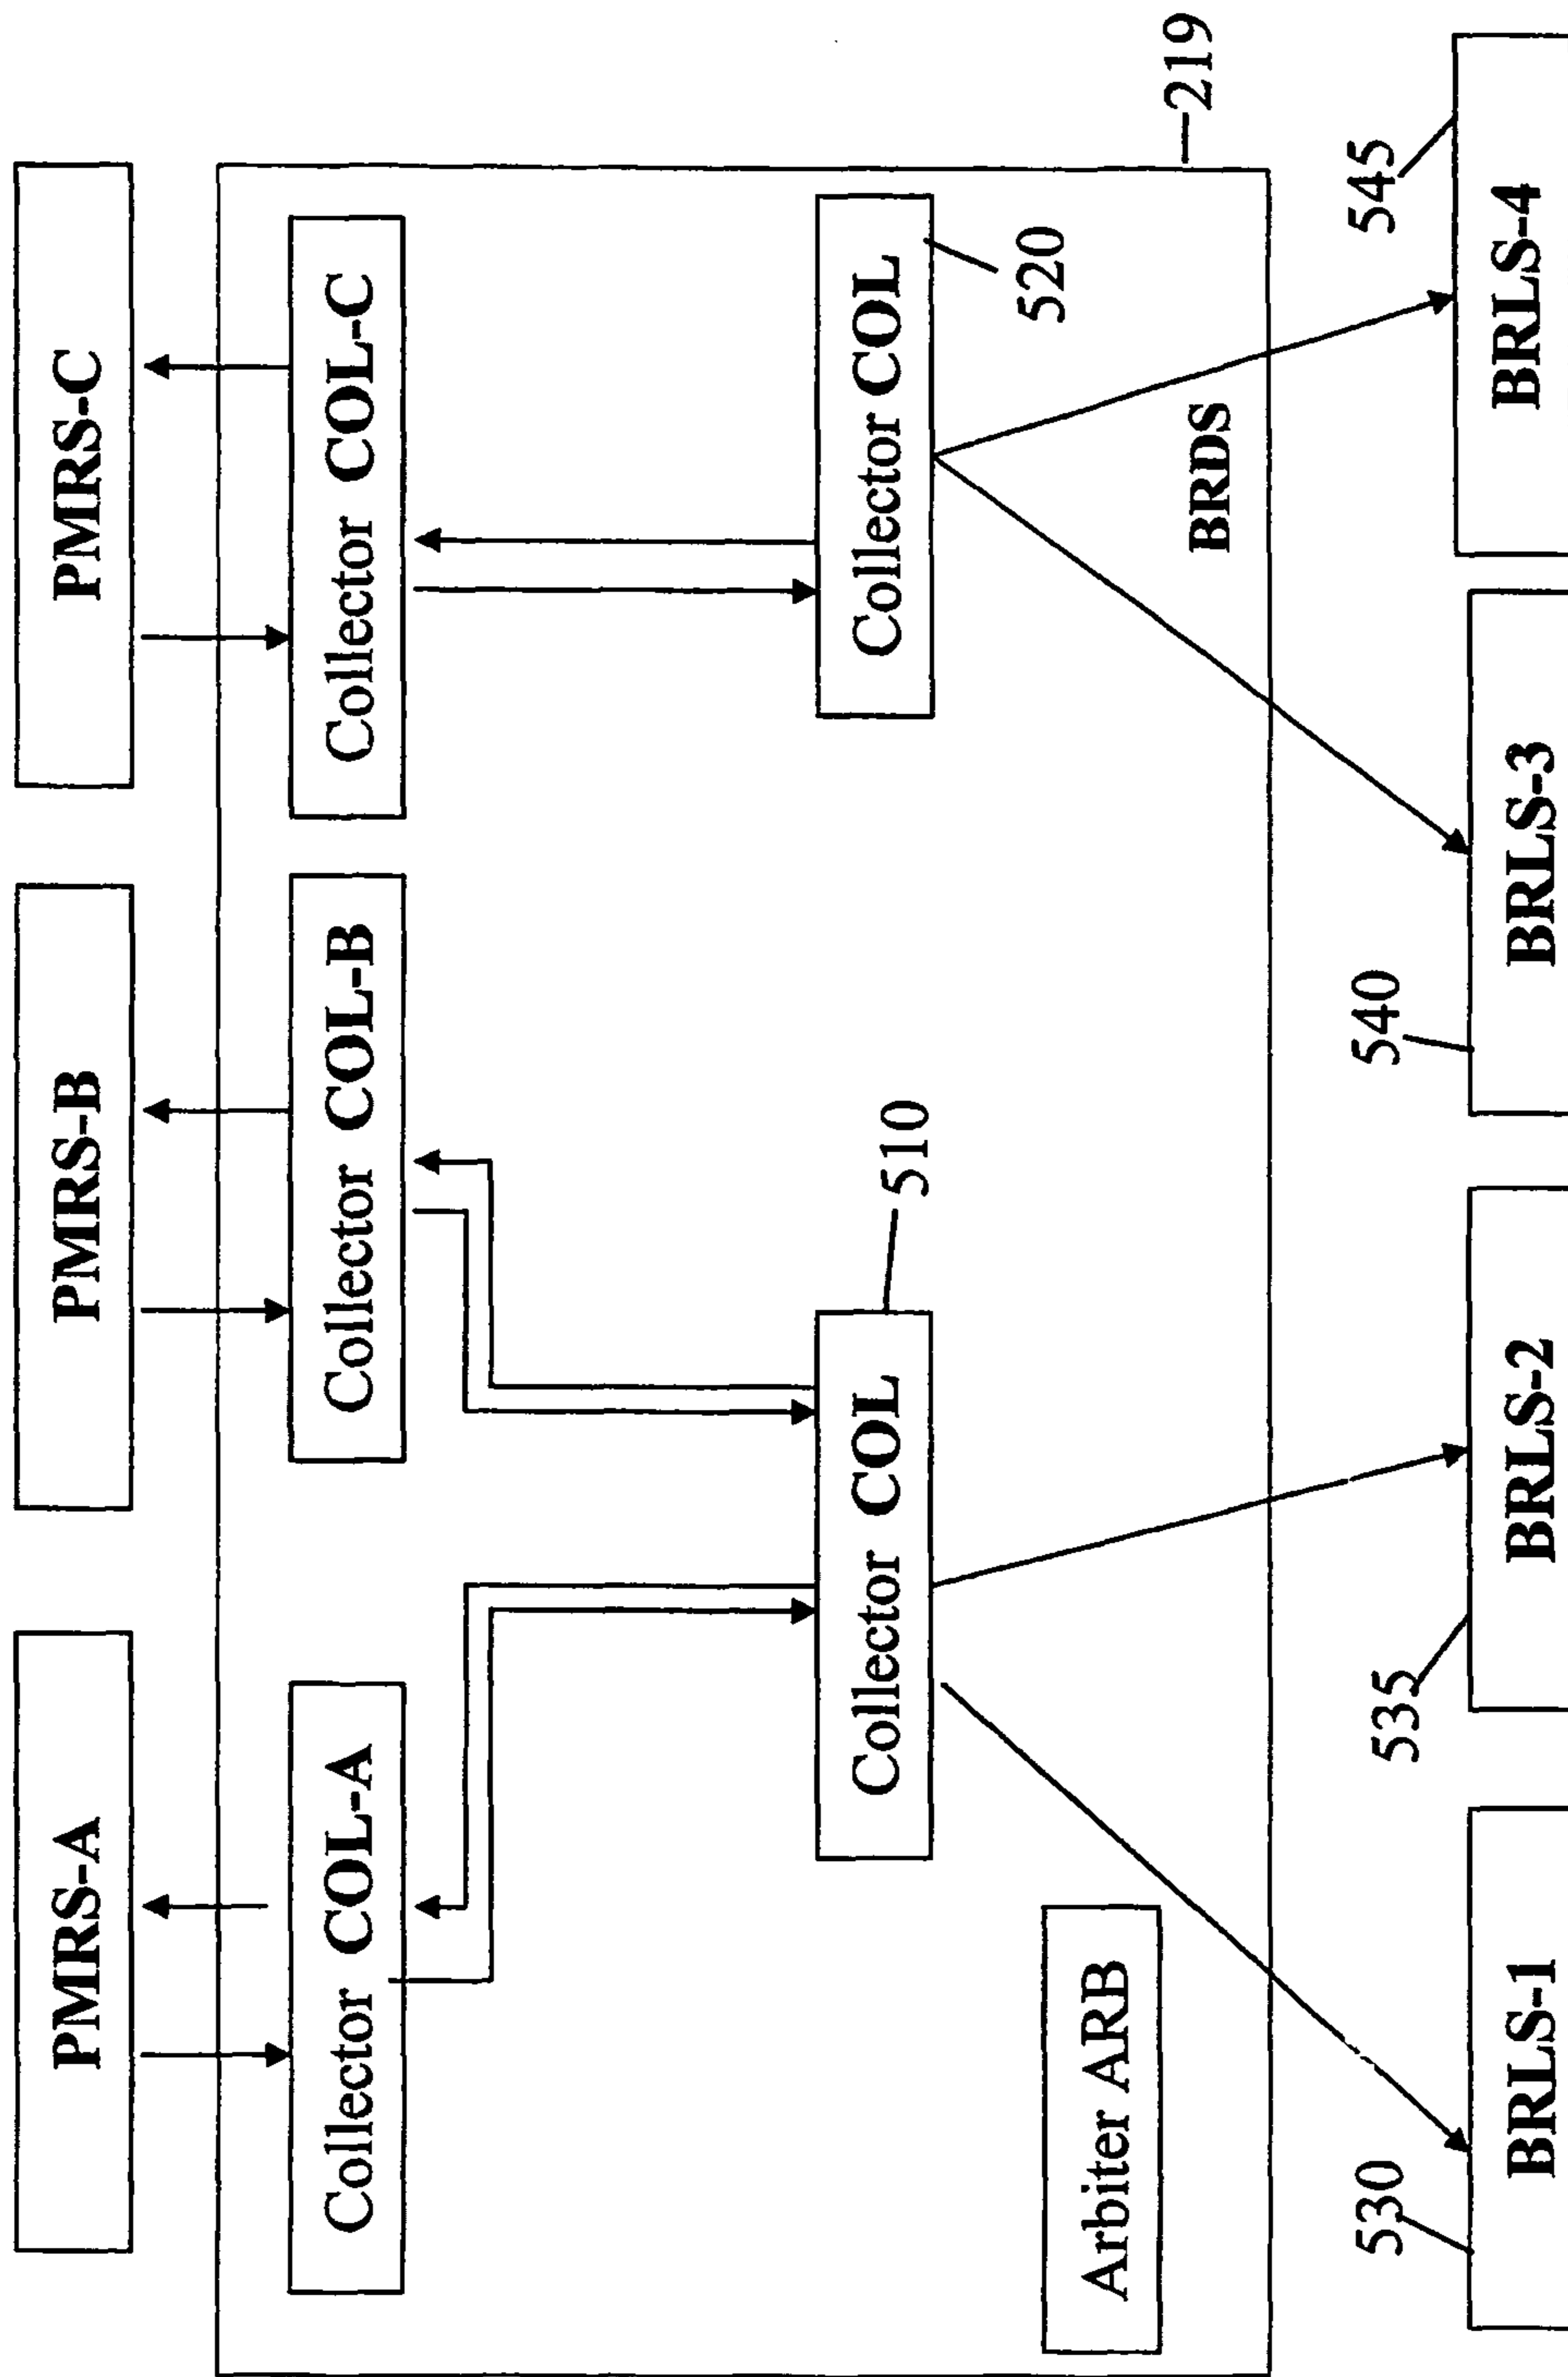 PMRS-A
PMRS-B
PMRS-C
Collector COL-A
Collector COL-B
Collector COL-C
Collector COL
510
Collector COL
520
Arbiter ARB
BRDS
219
530
535
540
545
BRLS-1
BRLS-2
BRLS-3
BRLS-4